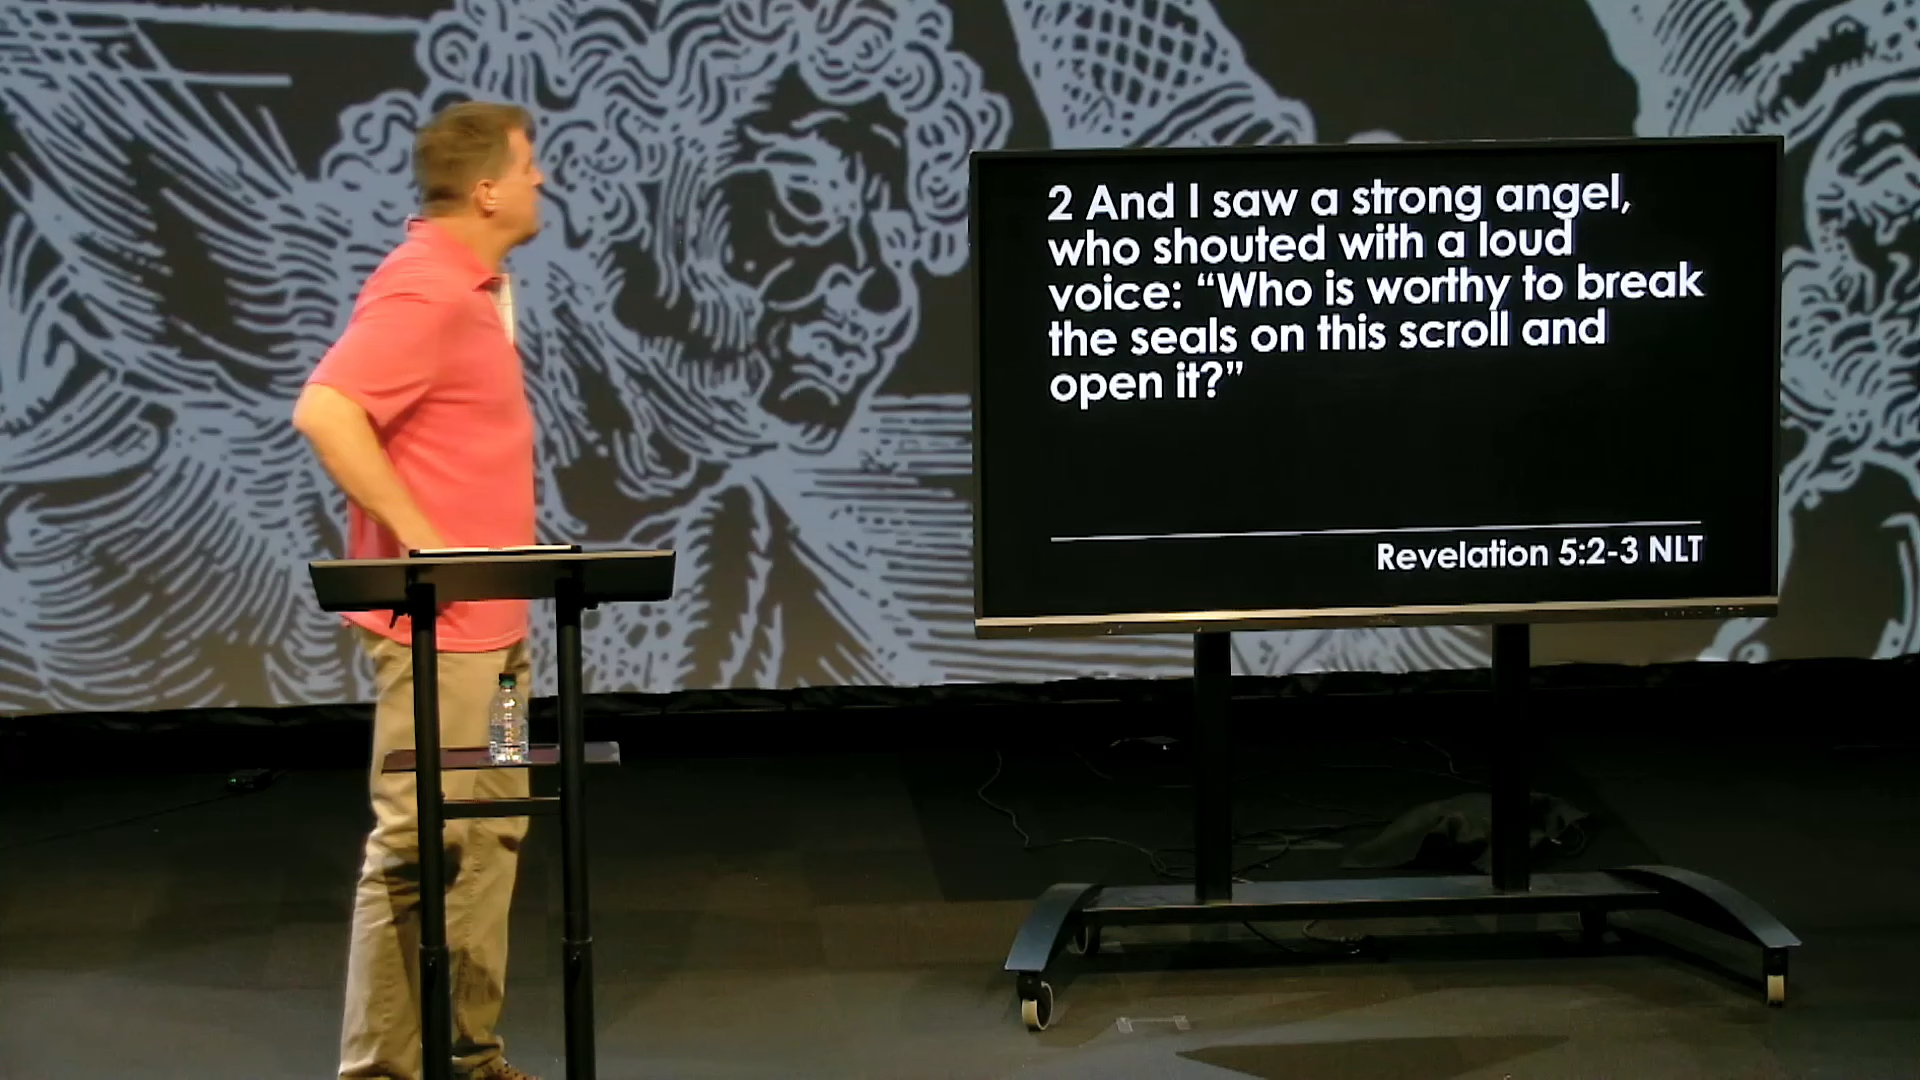 2 And I saw a strong angel,
who shouted with a loud
voice: “Who is worthy to break
the seals on this scroll and
open it?”
Revelation 5:2-3 NLT